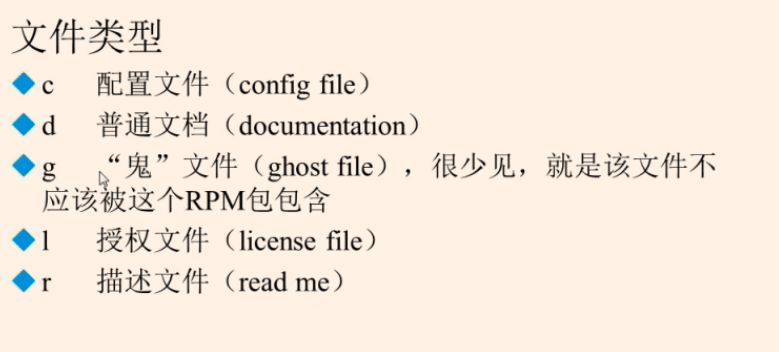 文件类型
c 配置文件（config file）
d 普通文档（documentation）
g “鬼”文件（ghost file），很少见，就是该文件不
应该被这个RPM包包含
l 授权文件（license file）
r 描述文件（read me）